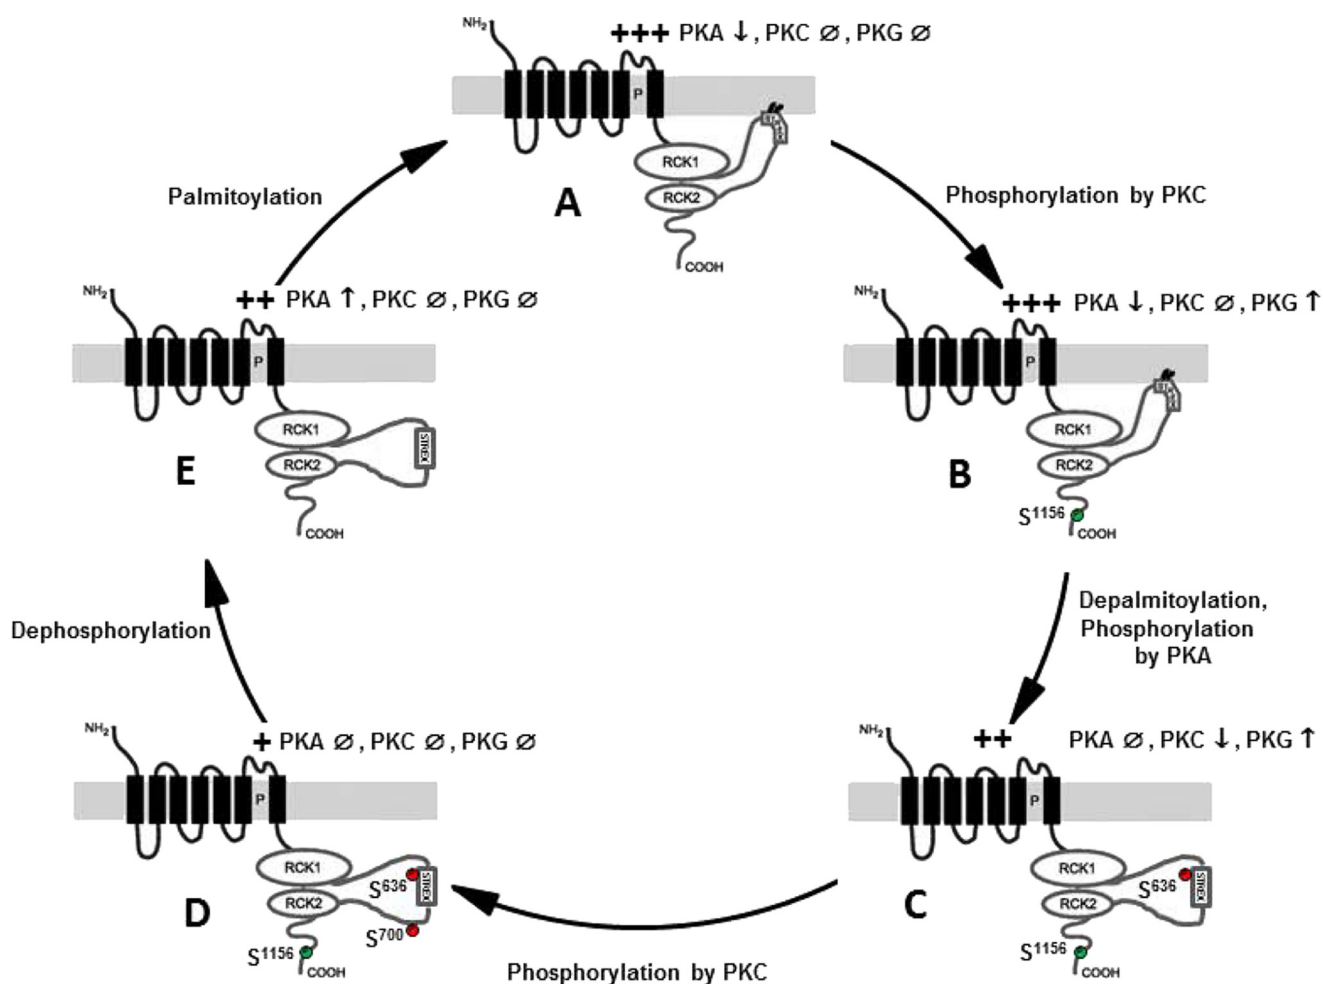 NH₂
+++ PKA ↓, PKC ∅, PKG ∅
P
RCK1
RCK2
COOH
A
Palmitoylation
Phosphorylation by PKC
NH₂
++ PKA ↑, PKC ∅, PKG ∅
P
RCK1
STREX
RCK2
COOH
E
NH₂
+++ PKA ↓, PKC ∅, PKG ↑
P
RCK1
RCK2
B
S¹¹⁵⁶
COOH
Dephosphorylation
Depalmitoylation,
Phosphorylation
by PKA
NH₂
+ PKA ∅, PKC ∅, PKG ∅
P
RCK1
S⁶³⁶
STREX
RCK2
D
S⁷⁰⁰
S¹¹⁵⁶
COOH
NH₂
++ PKA ∅, PKC ↓, PKG ↑
P
RCK1
S⁶³⁶
STREX
RCK2
C
S¹¹⁵⁶
COOH
Phosphorylation by PKC